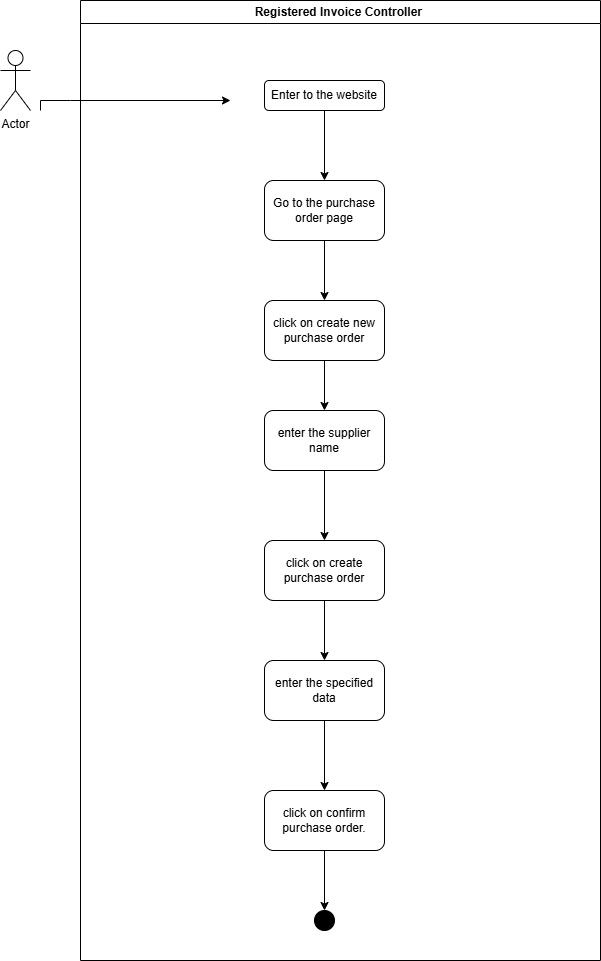 Registered Invoice Controller
Actor
Enter to the website
Go to the purchase
order page
click on create new
purchase order
enter the supplier
name
click on create
purchase order
enter the specified
data
click on confirm
purchase order.